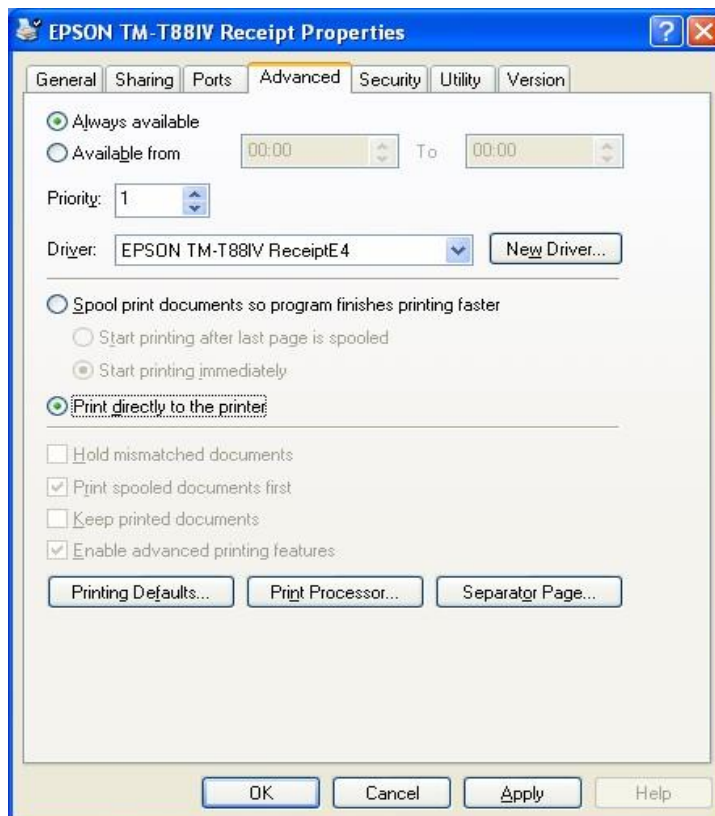 EPSON TM-T88IV Receipt Properties
General Sharing Ports Advanced Security Utility Version
Always available
Available from 00:00 To 00:00
Priority: 1
Driver: EPSON TM-T88IV ReceiptE4 New Driver...
Spool print documents so program finishes printing faster
Start printing after last page is spooled
Start printing immediately
Print directly to the printer
Hold mismatched documents
Print spooled documents first
Keep printed documents
Enable advanced printing features
Printing Defaults... Print Processor... Separator Page...
OK Cancel Apply Help